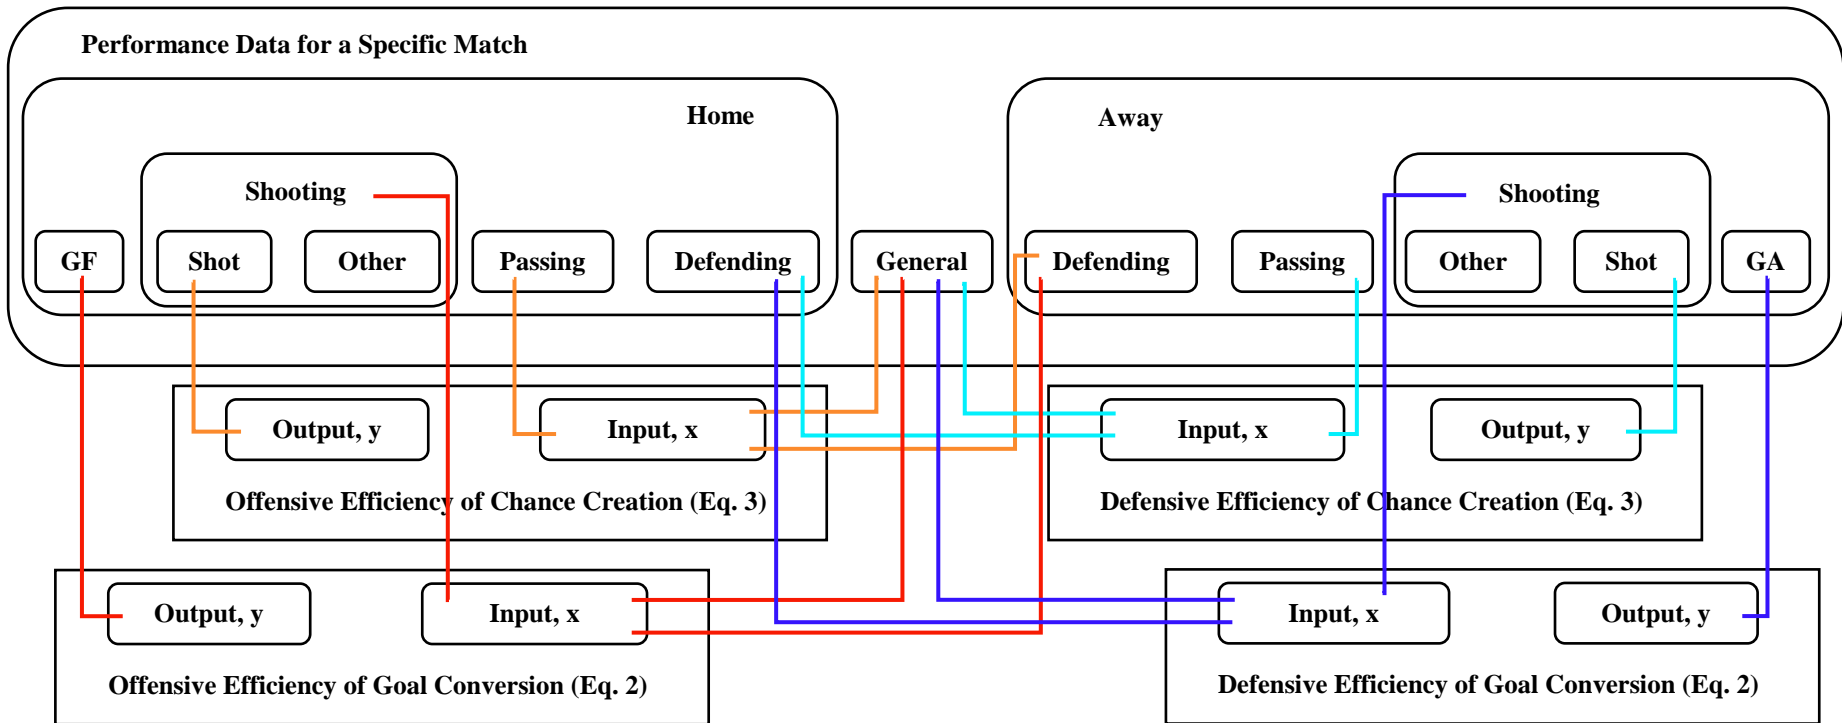 Performance Data for a Specific Match
Home
Away
Shooting
Shooting
GF
Shot
Other
Passing
Defending
General
Defending
Passing
Other
Shot
GA
Output, y
Input, x
Input, x
Output, y
Offensive Efficiency of Chance Creation (Eq. 3)
Defensive Efficiency of Chance Creation (Eq. 3)
Output, y
Input, x
Input, x
Output, y
Offensive Efficiency of Goal Conversion (Eq. 2)
Defensive Efficiency of Goal Conversion (Eq. 2)